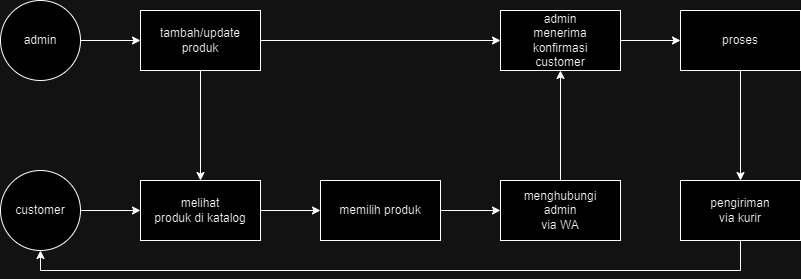 admin
tambah/update
produk
admin
menerima
konfirmasi
customer
proses
customer
melihat
produk di katalog
memilih produk
menghubungi
admin
via WA
pengiriman
via kurir